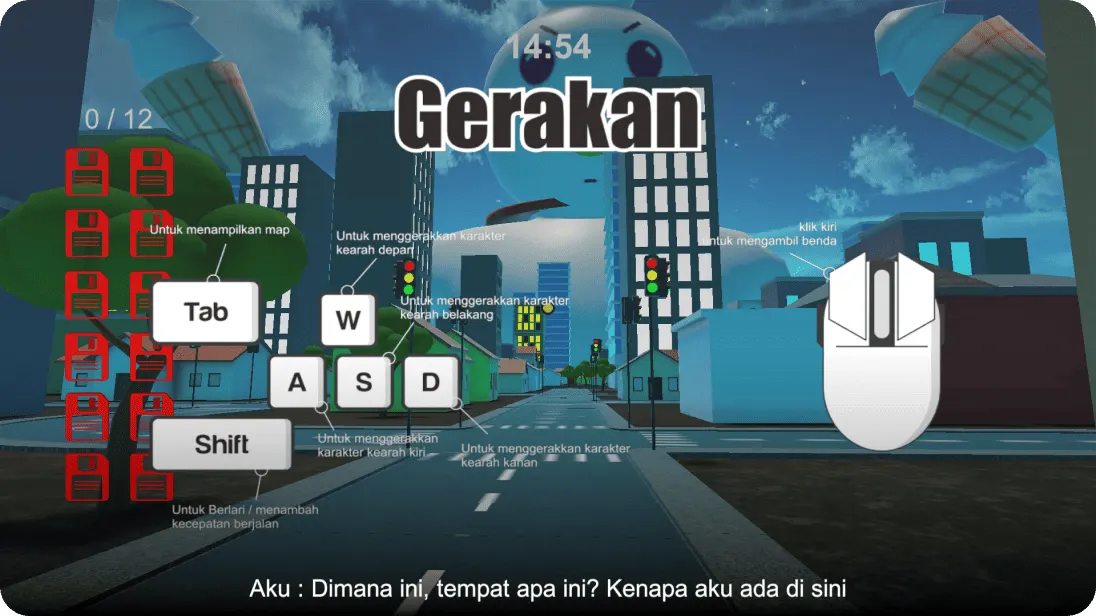 14:54
Gerakan
0 / 12
Untuk menampilkan map
Untuk menggerakkan karakter
kearah depan
klik kiri
untuk mengambil benda
Tab
W
Untuk menggerakkan karakter
kearah belakang
A
S
D
Shift
Untuk menggerakkan
karakter kearah kiri
Untuk menggerakkan karakter
kearah kanan
Untuk Berlari / menambah
kecepatan berjalan
Aku : Dimana ini, tempat apa ini? Kenapa aku ada di sini